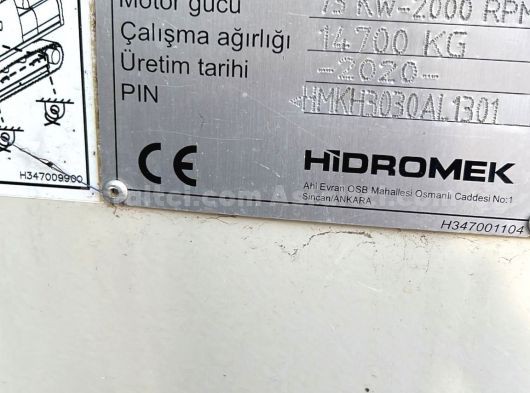 Motor gücü 75 KW-2000 RPM
Çalışma ağırlığı 14700 KG
Üretim tarihi -2020-
PIN HMKH3030AL1301
CE HİDROMEK
Ahi Evran OSB Mahallesi Osmanlı Caddesi No:1
Sincan/ANKARA
H347009900
H347001104